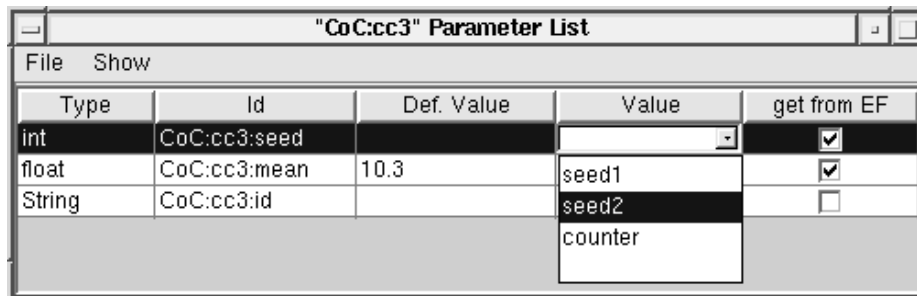 "CoC:cc3" Parameter List
File Show
Type Id Def. Value Value get from EF
int CoC:cc3:seed
float CoC:cc3:mean 10.3 seed1
String CoC:cc3:id seed2
counter